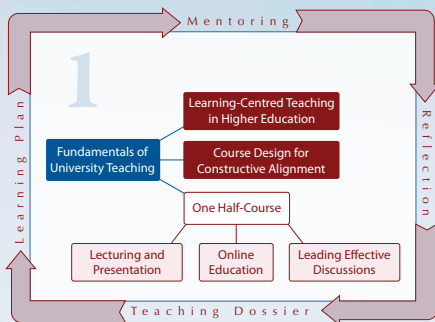 Mentoring
1
Learning Plan
Reflection
Learning-Centred Teaching
in Higher Education
Fundamentals of
University Teaching
Course Design for
Constructive Alignment
One Half-Course
Lecturing and
Presentation
Online
Education
Leading Effective
Discussions
Teaching Dossier